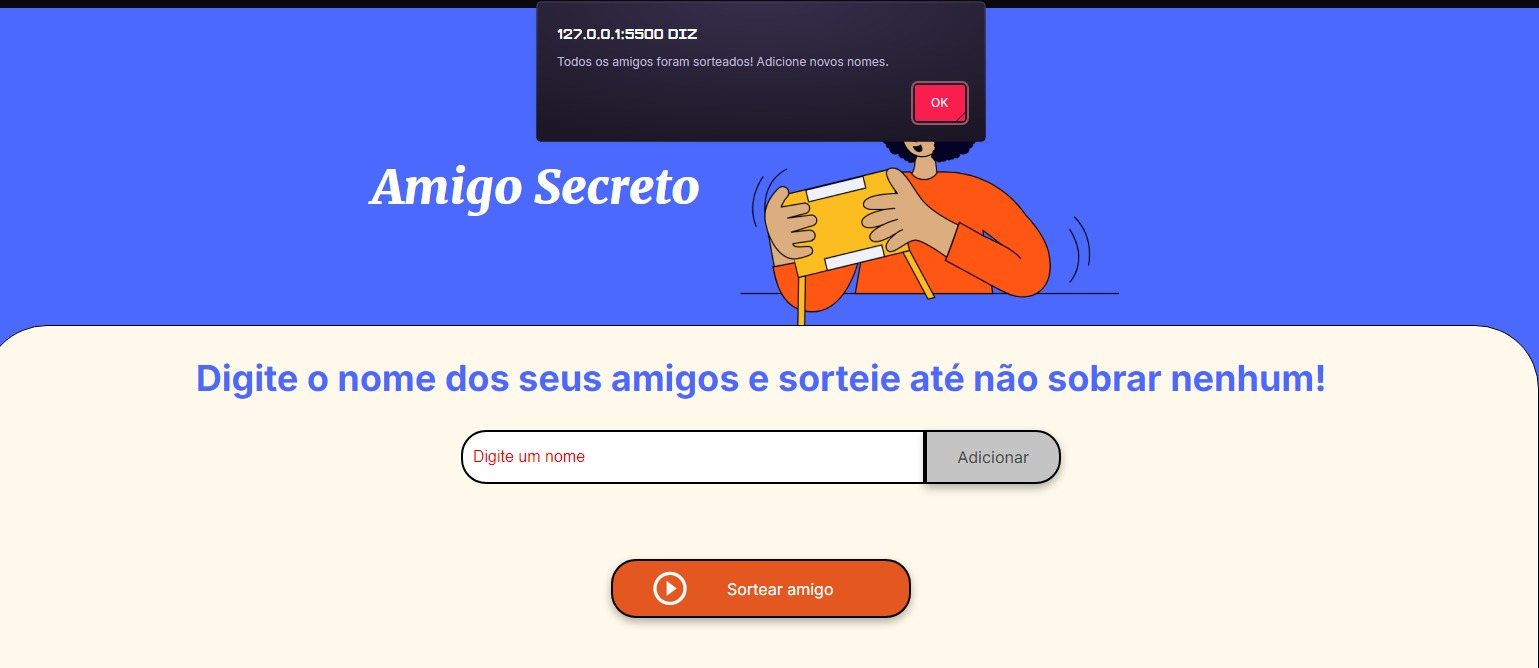 127.0.0.1:5500 DIZ
Todos os amigos foram sorteados! Adicione novos nomes.
OK
Amigo Secreto
Digite o nome dos seus amigos e sorteie até não sobrar nenhum!
Digite um nome
Adicionar
Sortear amigo